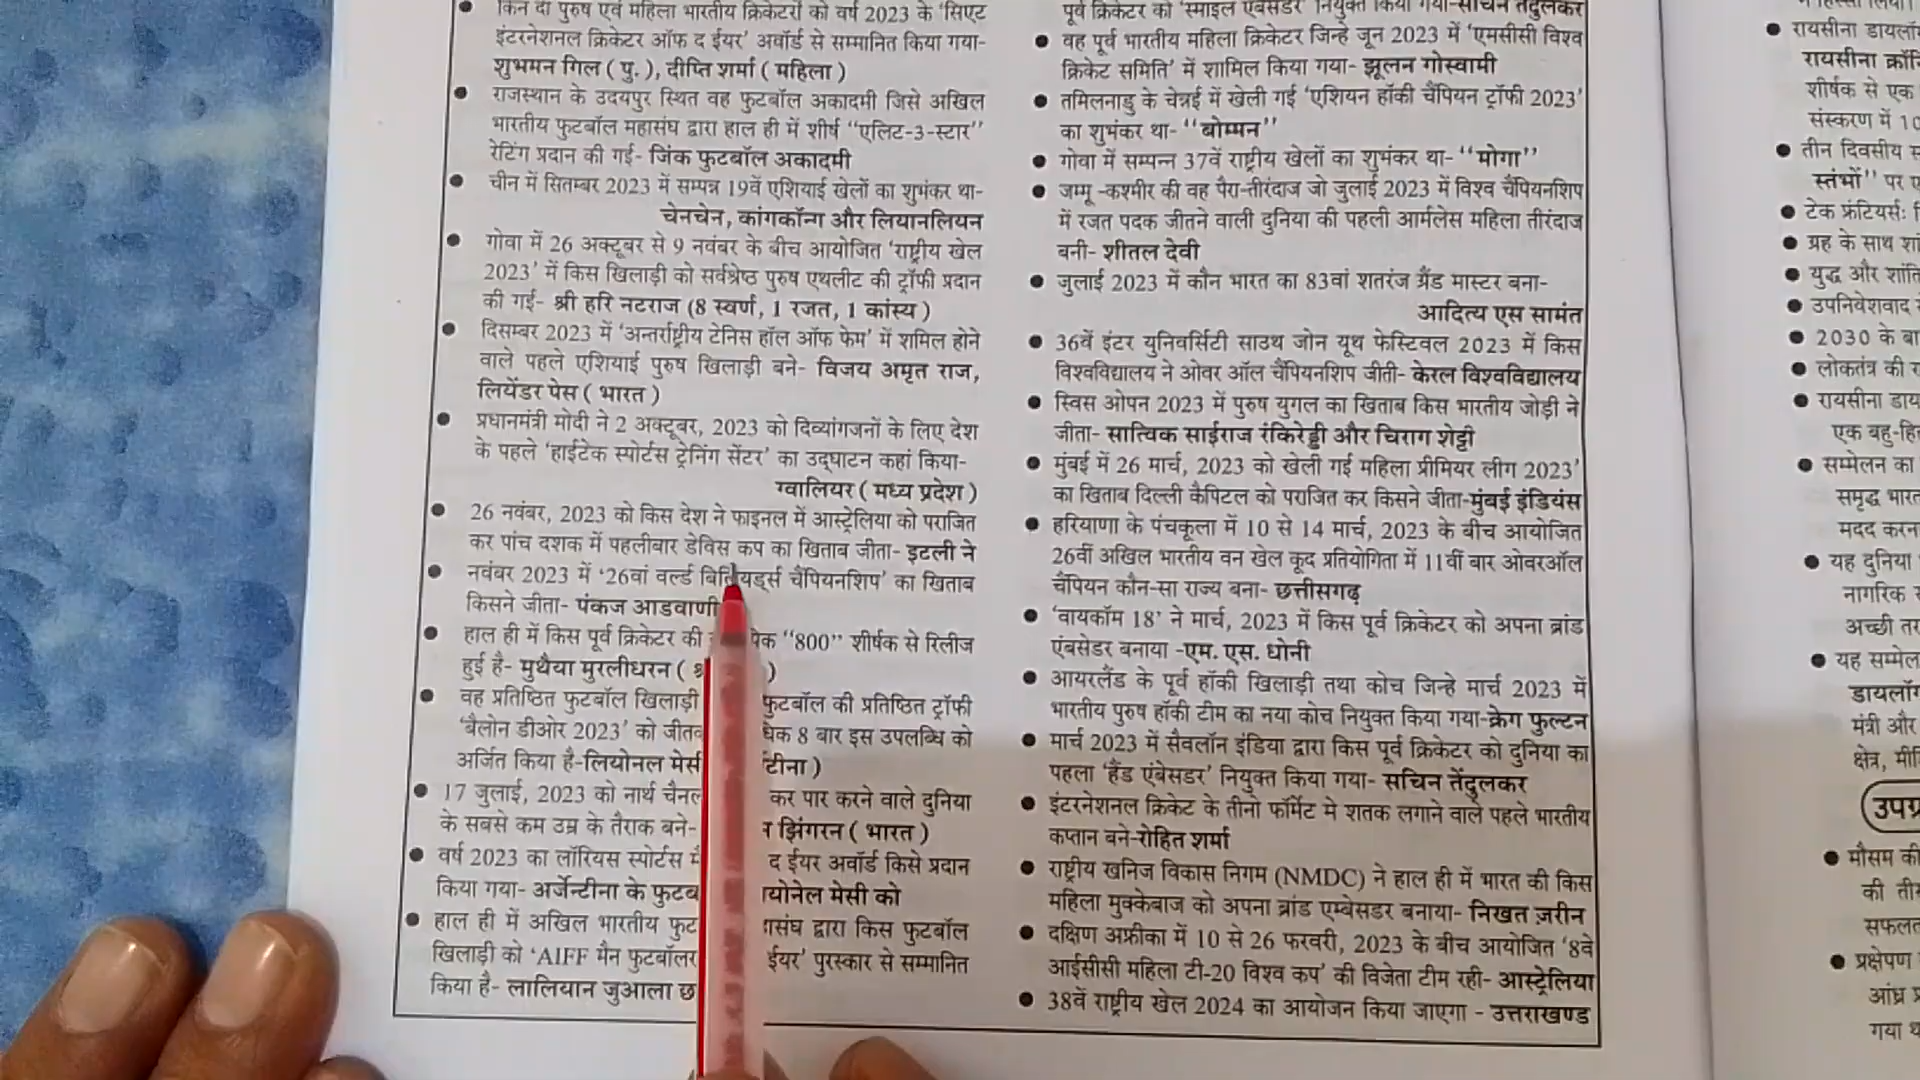 किन दो पुरुष एवं महिला भारतीय क्रिकेटरों को वर्ष 2023 के 'सिएट
इंटरनेशनल क्रिकेटर ऑफ द ईयर' अवॉर्ड से सम्मानित किया गया-
शुभमन गिल ( पु. ), दीप्ति शर्मा ( महिला )
● राजस्थान के उदयपुर स्थित वह फुटबॉल अकादमी जिसे अखिल
भारतीय फुटबॉल महासंघ द्वारा हाल ही में शीर्ष "एलिट-3-स्टार"
रेटिंग प्रदान की गई- जिंक फुटबॉल अकादमी
● चीन में सितम्बर 2023 में सम्पन्न 19वें एशियाई खेलों का शुभंकर था-
चेनचेन, कांगकॉन्ग और लियानलियन
● गोवा में 26 अक्टूबर से 9 नवंबर के बीच आयोजित 'राष्ट्रीय खेल
2023' में किस खिलाड़ी को सर्वश्रेष्ठ पुरुष एथलीट की ट्रॉफी प्रदान
की गई- श्री हरि नटराज (8 स्वर्ण, 1 रजत, 1 कांस्य )
● दिसम्बर 2023 में 'अन्तर्राष्ट्रीय टेनिस हॉल ऑफ फेम' में शमिल होने
वाले पहले एशियाई पुरुष खिलाड़ी बने- विजय अमृत राज,
लियेंडर पेस ( भारत )
● प्रधानमंत्री मोदी ने 2 अक्टूबर, 2023 को दिव्यांगजनों के लिए देश
के पहले 'हाईटेक स्पोर्टस ट्रेनिंग सेंटर' का उद्घाटन कहां किया-
ग्वालियर ( मध्य प्रदेश )
● 26 नवंबर, 2023 को किस देश ने फाइनल में आस्ट्रेलिया को पराजित
कर पांच दशक में पहलीबार डेविस कप का खिताब जीता- इटली ने
● नवंबर 2023 में '26वां वर्ल्ड चैंपियनशिप' का खिताब
किसने जीता- पंकज आडवाणी
● हाल ही में किस पूर्व क्रिकेटर की "800" शीर्षक से रिलीज
हुई है- मुथैया मुरलीधरन ( )
● वह प्रतिष्ठित फुटबॉल खिलाड़ी फुटबॉल की प्रतिष्ठित ट्रॉफी
'बैलोन डीओर 2023' को 8 बार इस उपलब्धि को
अर्जित किया है-लियोनल )
● 17 जुलाई, 2023 को नार्थ कर पार करने वाले दुनिया
के सबसे कम उम्र के तैराक बने- झिंगरन ( भारत )
● वर्ष 2023 का लॉरियस स्पोर्टस द ईयर अवॉर्ड किसे प्रदान
किया गया- अर्जेन्टीना के मेसी को
● हाल ही में अखिल भारतीय द्वारा किस फुटबॉल
खिलाड़ी को 'AIFF मैन फुटबॉलर ईयर' पुरस्कार से सम्मानित
किया है- लालियान जुआला
पूर्व क्रिकेटर को 'स्माइल एंबेसडर' नियुक्त किया गया-सचिन तेंदुलकर
● वह पूर्व भारतीय महिला क्रिकेटर जिन्हे जून 2023 में 'एमसीसी विश्व
क्रिकेट समिति' में शामिल किया गया- झूलन गोस्वामी
● तमिलनाडु के चेन्नई में खेली गई 'एशियन हॉकी चैंपियन ट्रॉफी 2023'
का शुभंकर था- "बोम्मन"
● गोवा में सम्पन्न 37वें राष्ट्रीय खेलों का शुभंकर था- "मोगा"
● जम्मू -कश्मीर की वह पैरा-तीरंदाज जो जुलाई 2023 में विश्व चैंपियनशिप
में रजत पदक जीतने वाली दुनिया की पहली आर्मलेस महिला तीरंदाज
बनी- शीतल देवी
● जुलाई 2023 में कौन भारत का 83वां शतरंज ग्रैंड मास्टर बना-
आदित्य एस सामंत
● 36वें इंटर युनिवर्सिटी साउथ जोन यूथ फेस्टिवल 2023 में किस
विश्वविद्यालय ने ओवर ऑल चैंपियनशिप जीती- केरल विश्वविद्यालय
● स्विस ओपन 2023 में पुरुष युगल का खिताब किस भारतीय जोड़ी ने
जीता- सात्विक साईराज रंकिरेड्डी और चिराग शेट्टी
● मुंबई में 26 मार्च, 2023 को खेली गई महिला प्रीमियर लीग 2023'
का खिताब दिल्ली कैपिटल को पराजित कर किसने जीता-मुंबई इंडियंस
● हरियाणा के पंचकूला में 10 से 14 मार्च, 2023 के बीच आयोजित
26वीं अखिल भारतीय वन खेल कूद प्रतियोगिता में 11वीं बार ओवरऑल
चैंपियन कौन-सा राज्य बना- छत्तीसगढ़
● 'वायकॉम 18' ने मार्च, 2023 में किस पूर्व क्रिकेटर को अपना ब्रांड
एंबसेडर बनाया -एम. एस. धोनी
● आयरलैंड के पूर्व हॉकी खिलाड़ी तथा कोच जिन्हे मार्च 2023 में
भारतीय पुरुष हॉकी टीम का नया कोच नियुक्त किया गया-क्रेग फुल्टन
● मार्च 2023 में सैवलॉन इंडिया द्वारा किस पूर्व क्रिकेटर को दुनिया का
पहला 'हैंड एंबेसडर' नियुक्त किया गया- सचिन तेंदुलकर
● इंटरनेशनल क्रिकेट के तीनो फॉर्मेट मे शतक लगाने वाले पहले भारतीय
कप्तान बने-रोहित शर्मा
● राष्ट्रीय खनिज विकास निगम (NMDC) ने हाल ही में भारत की किस
महिला मुक्केबाज को अपना ब्रांड एम्बेसडर बनाया- निखत ज़रीन
● दक्षिण अफ्रीका में 10 से 26 फरवरी, 2023 के बीच आयोजित '8वे
आईसीसी महिला टी-20 विश्व कप' की विजेता टीम रही- आस्ट्रेलिया
● 38वें राष्ट्रीय खेल 2024 का आयोजन किया जाएगा - उत्तराखण्ड
● रायसीना
रायसीना
शीर्षक से एक
संस्करण में
● तीन दिवसीय
स्तंभों" पर
● टेक फ्रंटियर्सः
● ग्रह के साथ
● युद्ध और
● उपनिवेशवाद
● 2030 के
● लोकतंत्र की
● रायसीना
एक
● सम्मेलन का
समृद्ध
मदद
● यह दुनिया
नागरिक
अच्छी
● यह
मंत्री और
क्षेत्र,
● मौसम की
की
● प्रक्षेपण
आंध्र
गया